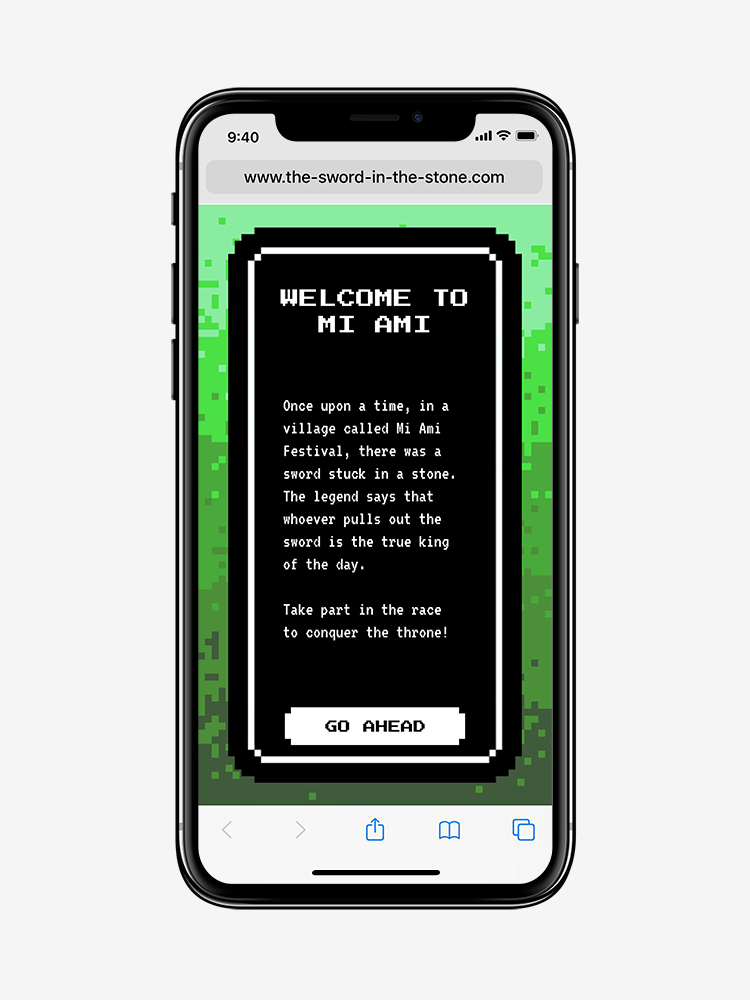 9:40
www.the-sword-in-the-stone.com
WELCOME TO
MI AMI
Once upon a time, in a
village called Mi Ami
Festival, there was a
sword stuck in a stone.
The legend says that
whoever pulls out the
sword is the true king
of the day.
Take part in the race
to conquer the throne!
GO AHEAD